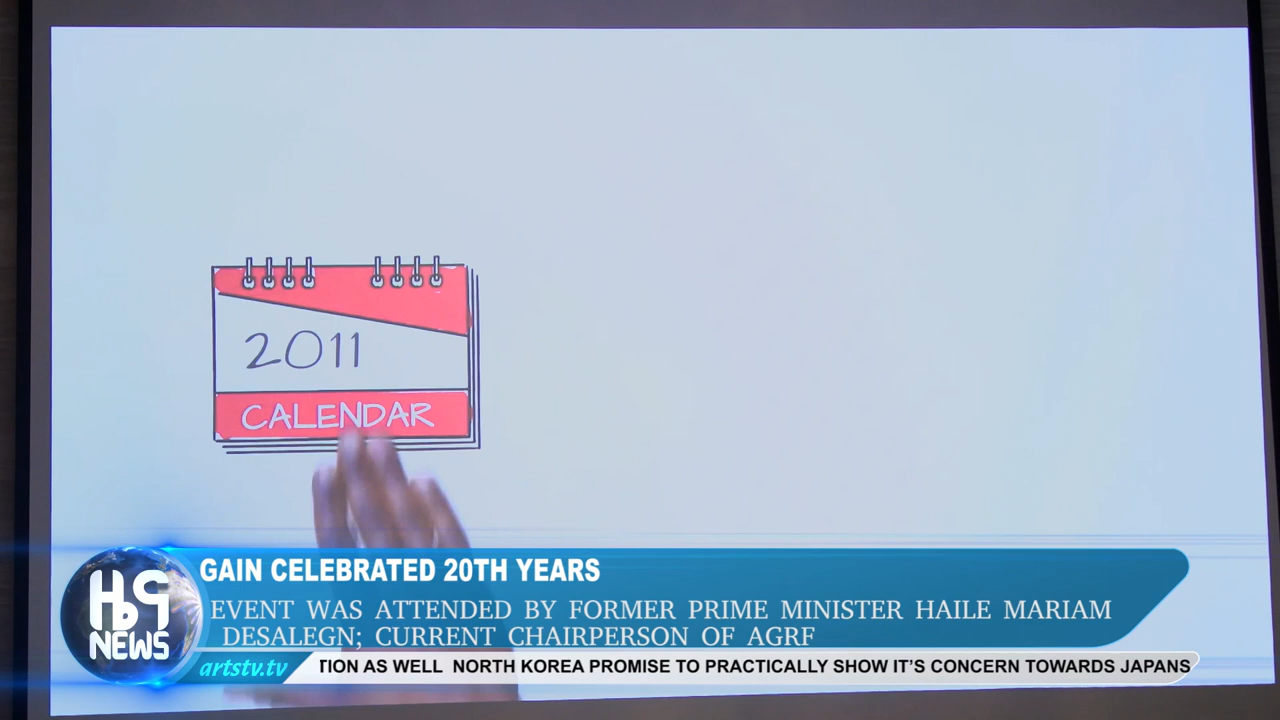 2011
CALENDAR
GAIN CELEBRATED 20TH YEARS
EVENT WAS ATTENDED BY FORMER PRIME MINISTER HAILE MARIAM
DESALEGN; CURRENT CHAIRPERSON OF AGRF
NEWS
artstv.tv
TION AS WELL NORTH KOREA PROMISE TO PRACTICALLY SHOW IT'S CONCERN TOWARDS JAPANS